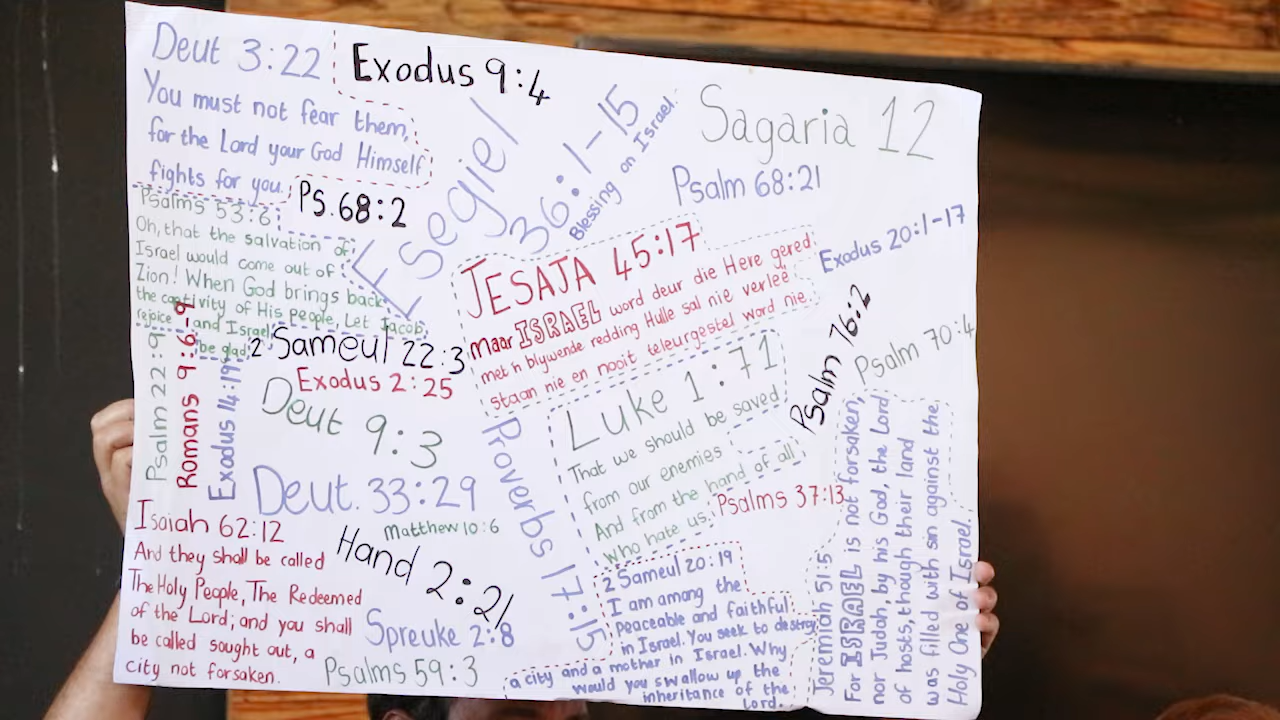 Deut 3:22
You must not fear them,
for the Lord your God Himself
fights for you.
Exodus 9:4
Ps. 68:2
Psalms 53:6
Oh, that the salvation of
Israel would come out of
Zion! When God brings back
the captivity of His people, Let Jacob,
rejoice and Israel
be glad
Esegiel
36:1-15
Blessing on Israel.
Sagaria 12
Psalm 68:21
Exodus 20:1-17
JESAJA 45:17
maar ISRAEL word deur die Here gered
met 'n blywende redding Hulle sal nie verleë
staan nie en nooit teleurgestel word nie.
2 Sameul 22:3
Exodus 2:25
Psalm 22:9
Romans 9:6-9
Exodus 14:19
Deut 9:3
Deut. 33:29
Luke 1:71
That we should be saved
from our enemies
And from the hand of all
who hate us.
Psalm 76:2
Psalm 70:4
Psalms 37:13
Proverbs 17:15
Isaiah 62:12
And they shall be called
The Holy People, The Redeemed
of the Lord; and you shall
be called sought out, a
city not forsaken.
Matthew 10:6
Hand 2:21
Spreuke 2:8
Psalms 59:3
2 Sameul 20:19
I am among the
Peaceable and faithful
in Israel. You seek to destroy
a city and a mother in Israel. Why
would you swallow up the
inheritance of the
Lord.
Jeremiah 51:5
For ISRAEL is not forsaken,
nor Judah, by his God, the Lord
of hosts, though their land
was filled with sin against the
Holy One of Israel.